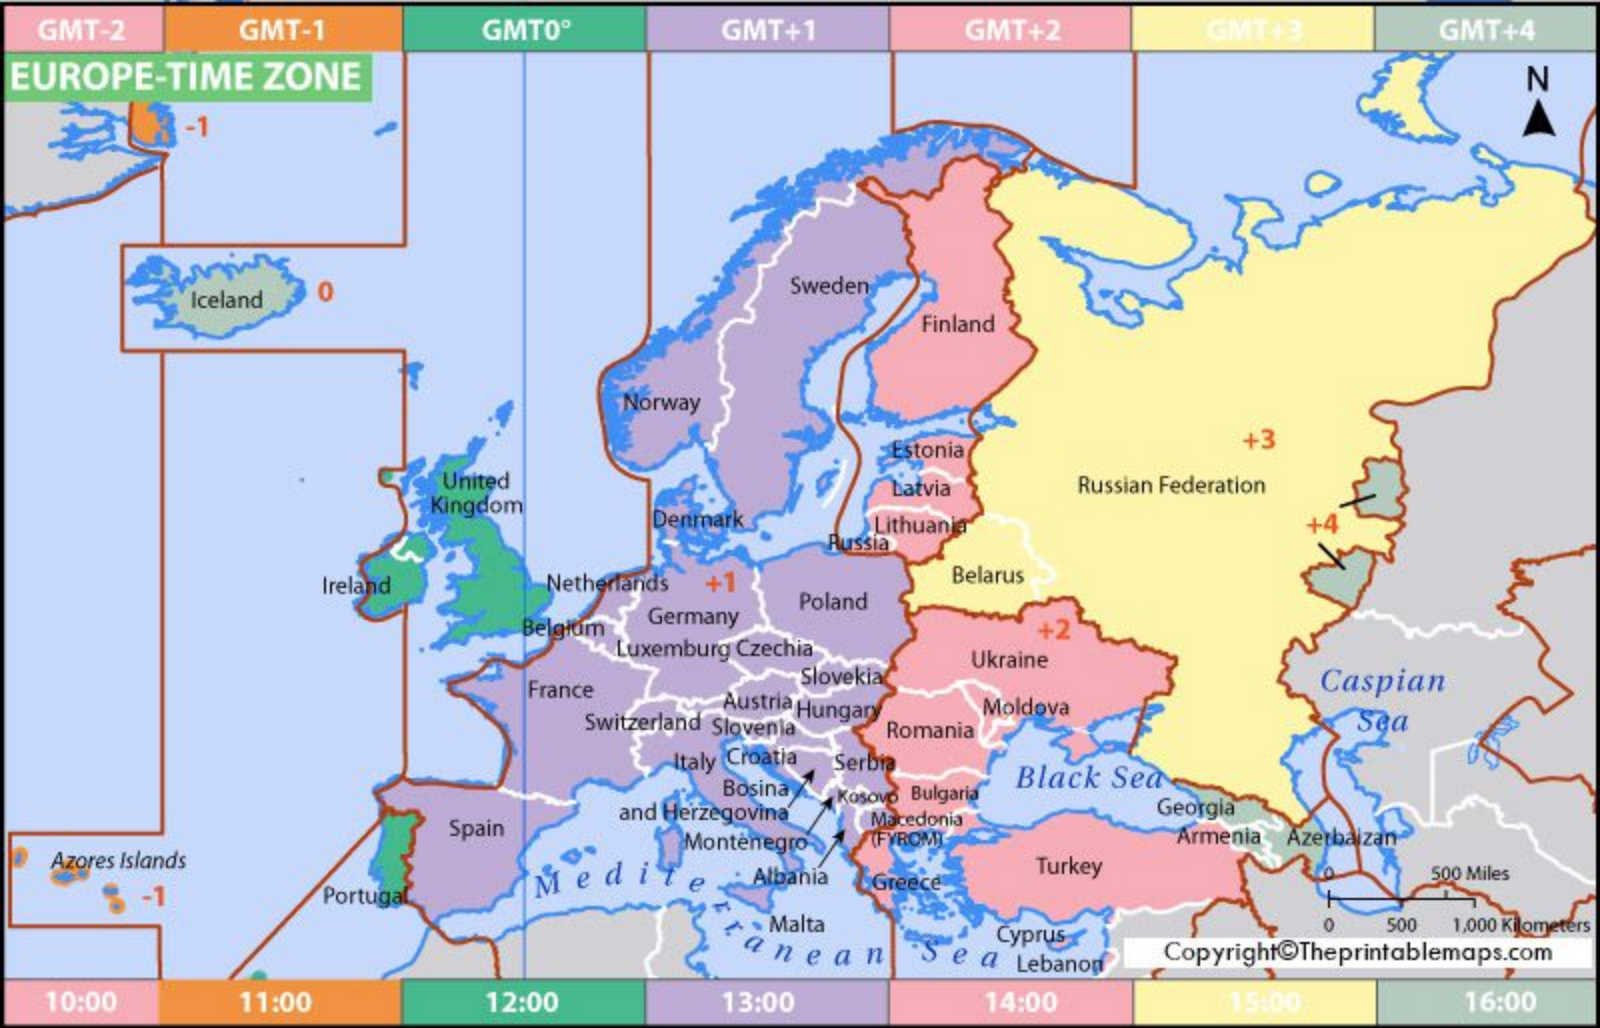 GMT-2 GMT-1 GMT0° GMT+1 GMT+2 GMT+3 GMT+4
EUROPE-TIME ZONE
N
-1
Iceland
0
Sweden
Finland
Norway
+3
Estonia
United
Kingdom
Latvia
Russian Federation
Denmark
Lithuania
+4
Russia
Ireland
Netherlands
+1
Belarus
Poland
Germany
Belgium
+2
Luxemburg Czechia
Ukraine
Slovekia
Caspian
Sea
France
Austria
Hungary
Moldova
Switzerland
Slovenia
Romania
Italy
Croatia
Serbia
Black Sea
Bosina
and Herzegovina
Kosovo
Bulgaria
Georgia
Montenegro
Macedonia
(FYROM)
Armenia
Azerbaizan
Spain
Azores Islands
-1
Portugal
Albania
Greece
Turkey
0 500 Miles
0 500 1,000 Kilometers
Mediterranean Sea
Malta
Cyprus
Lebanon
Copyright©Theprintablemaps.com
10:00 11:00 12:00 13:00 14:00 15:00 16:00